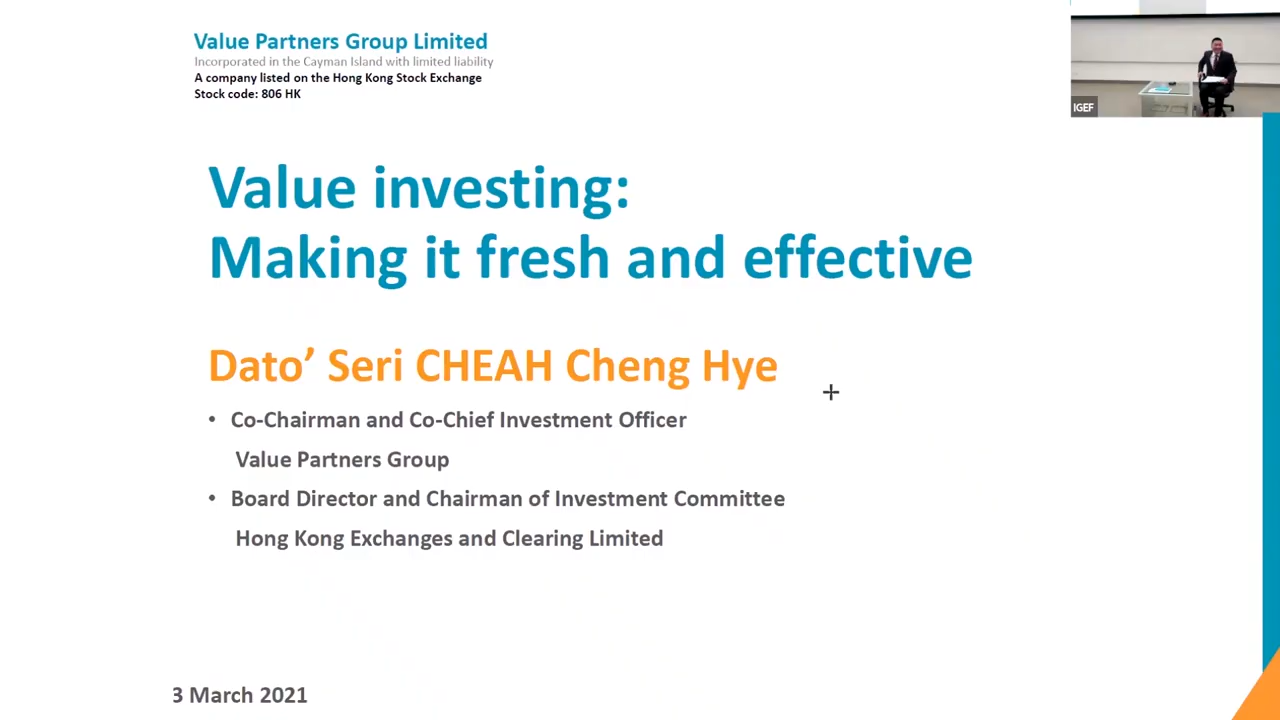 Value Partners Group Limited
Incorporated in the Cayman Island with limited liability
A company listed on the Hong Kong Stock Exchange
Stock code: 806 HK
IGEF
Value investing:
Making it fresh and effective
Dato’ Seri CHEAH Cheng Hye
• Co-Chairman and Co-Chief Investment Officer
Value Partners Group
• Board Director and Chairman of Investment Committee
Hong Kong Exchanges and Clearing Limited
3 March 2021